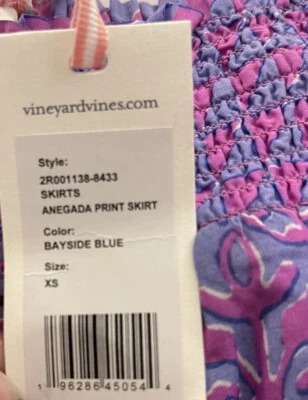 vineyardvines.com
Style:
2R001138-8433
SKIRTS
ANEGADA PRINT SKIRT
Color:
BAYSIDE BLUE
Size:
XS
1 96286 45054 4